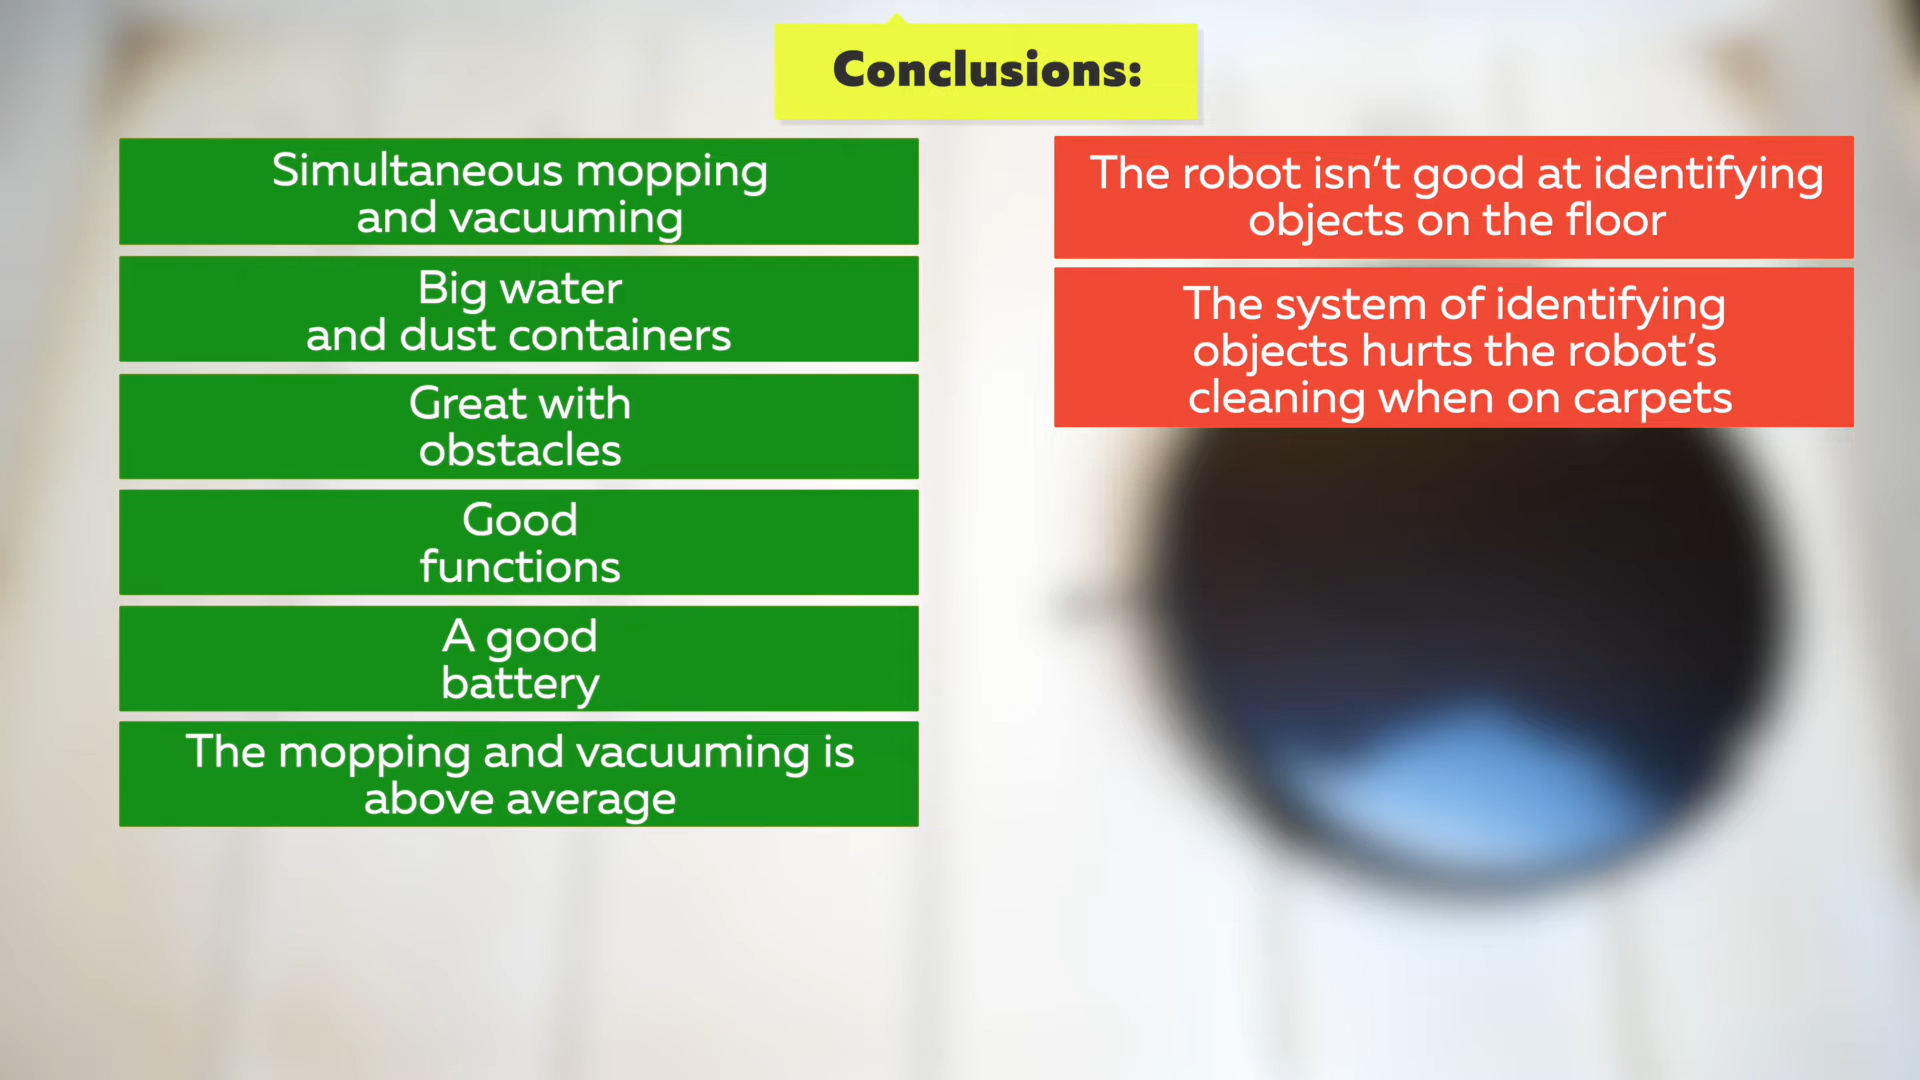 Conclusions:
Simultaneous mopping
and vacuuming
Big water
and dust containers
Great with
obstacles
Good
functions
A good
battery
The mopping and vacuuming is
above average
The robot isn’t good at identifying
objects on the floor
The system of identifying
objects hurts the robot’s
cleaning when on carpets